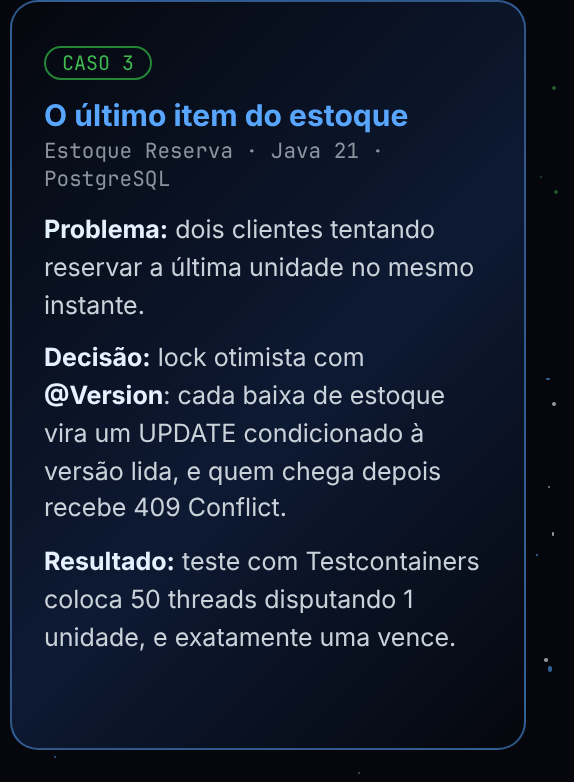 CASO 3
O último item do estoque
Estoque Reserva · Java 21 ·
PostgreSQL
Problema: dois clientes tentando
reservar a última unidade no mesmo
instante.
Decisão: lock otimista com
@Version: cada baixa de estoque
vira um UPDATE condicionado à
versão lida, e quem chega depois
recebe 409 Conflict.
Resultado: teste com Testcontainers
coloca 50 threads disputando 1
unidade, e exatamente uma vence.